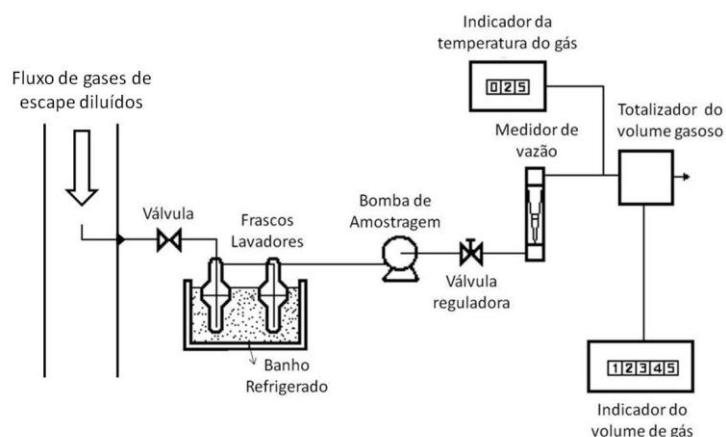 Indicador da
temperatura do gás
025
Fluxo de gases de
escape diluídos
Totalizador do
volume gasoso
Medidor de
vazão
Válvula
Frascos
Lavadores
Bomba de
Amostragem
Válvula
reguladora
Banho
Refrigerado
12345
Indicador do
volume de gás